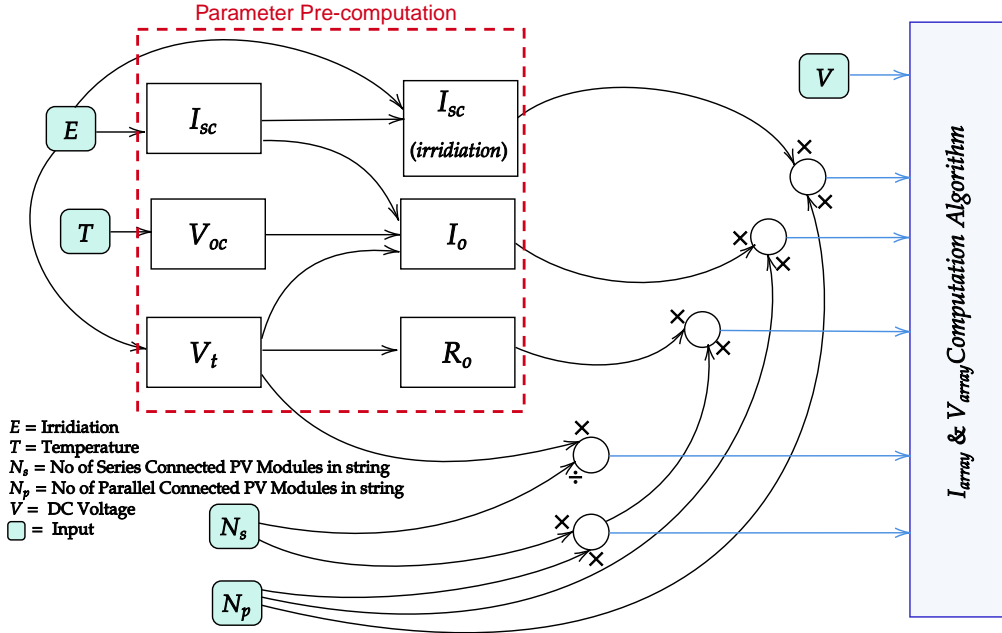 Parameter Pre-computation
V
E
I_sc
I_sc
(irridiation)
T
V_oc
I_o
V_t
R_o
×
×
×
×
×
×
×
÷
×
×
E = Irridiation
T = Temperature
N_s = No of Series Connected PV Modules in string
N_p = No of Parallel Connected PV Modules in string
V = DC Voltage
= Input
N_s
N_p
I_array & V_array Computation Algorithm